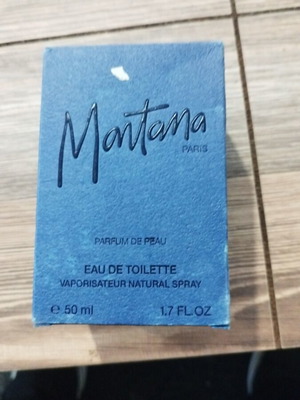 Montana
PARIS
PARFUM DE PEAU
EAU DE TOILETTE
VAPORISATEUR NATURAL SPRAY
e 50 ml 1.7 FL.OZ